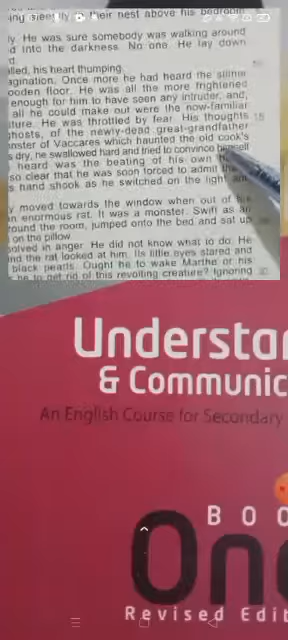 ing sleepily in their nest above his bedroom
ly. He was sure somebody was walking around
d into the darkness. No one. He lay down
d.
lled, his heart thumping.
agination. Once more he had heard the
ooden floor. He was all the more frightened
enough for him to have seen any intruder, and,
all he could make out were the now-familiar
ture. He was throttled by fear. His thoughts 15
hosts, of the newly-dead great-grandfather
nster of Vaccares which haunted the old cook's
s dry, he swallowed hard and tried to convince himself
heard was the beating of his own
so clear that he was soon forced to admit
s hand shook as he switched on the light
y moved towards the window when out of his
n enormous rat. It was a monster. Swift as an
round the room, jumped onto the bed and sat up
on the pillow.
olved in anger. He did not know what to do. He
nd the rat looked at him. Its little eyes stared and
black pearls. Ought he to wake Marthe or his
he to get rid of this revolting creature? Ignoring
Understa
& Communic
An English Course for Secondary
BOO
One
Revised Edit